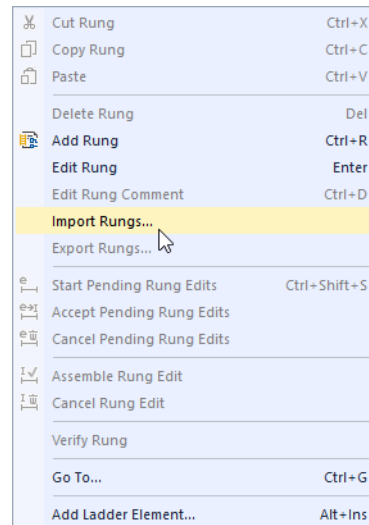 Cut Rung Ctrl+X
Copy Rung Ctrl+C
Paste Ctrl+V
Delete Rung Del
Add Rung Ctrl+R
Edit Rung Enter
Edit Rung Comment Ctrl+D
Import Rungs...
Export Rungs...
Start Pending Rung Edits Ctrl+Shift+S
Accept Pending Rung Edits
Cancel Pending Rung Edits
Assemble Rung Edit
Cancel Rung Edit
Verify Rung
Go To... Ctrl+G
Add Ladder Element... Alt+Ins